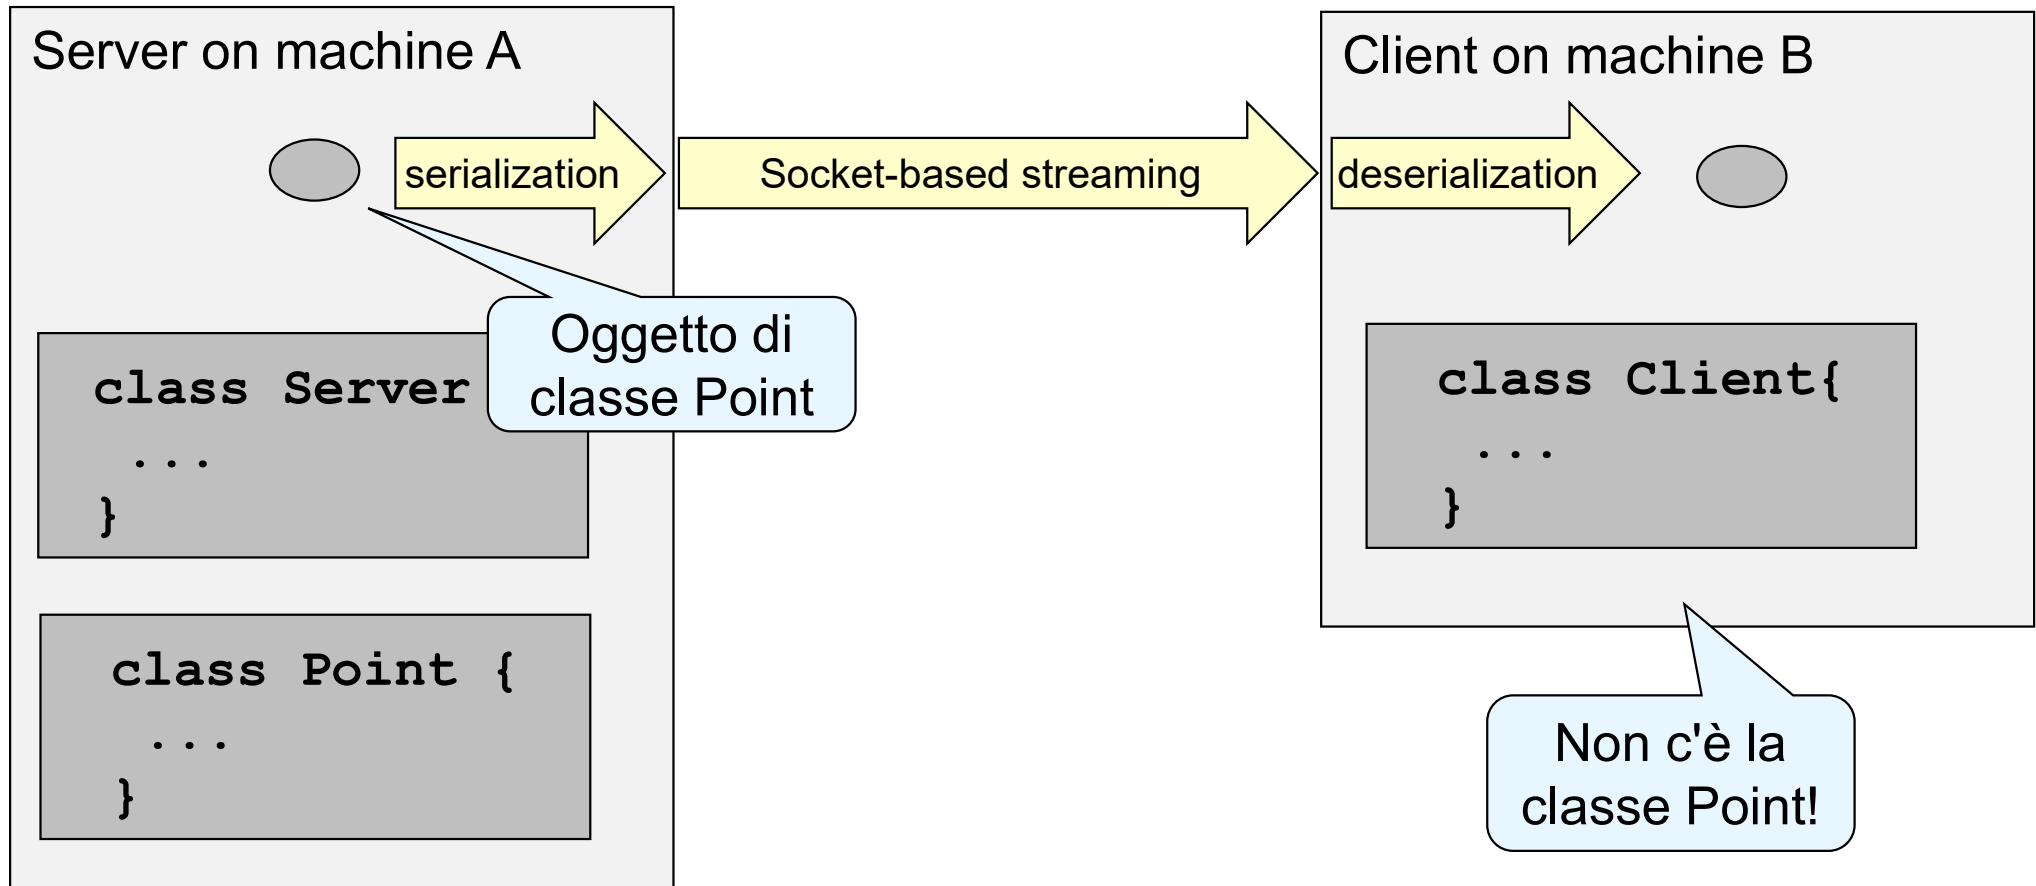 Server on machine A
serialization
Socket-based streaming
Oggetto di
classe Point
class Server
...
}
class Point {
...
}
Client on machine B
deserialization
class Client{
...
}
Non c'è la
classe Point!